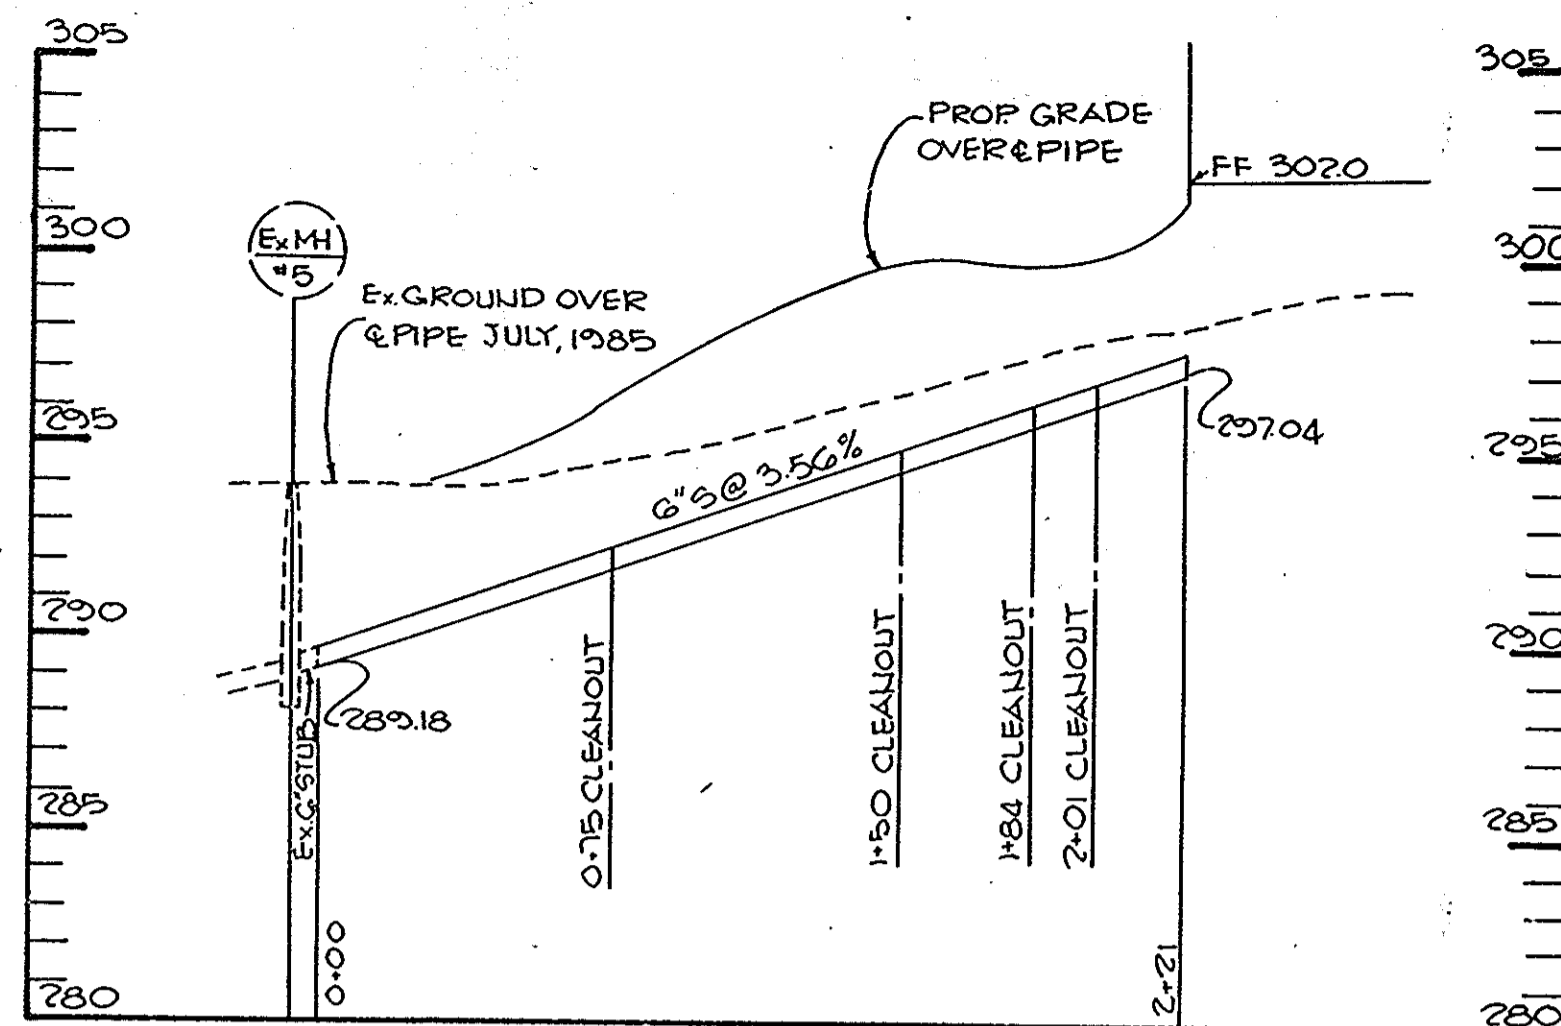 305
305
PROP. GRADE
OVER ℄ PIPE
FF 302.0
300
300
Ex MH
#5
Ex. GROUND OVER
℄ PIPE JULY, 1985
295
295
297.04
6"S @ 3.56%
290
290
289.18
Ex. 6" STUB
0+75 CLEANOUT
1+50 CLEANOUT
1+84 CLEANOUT
2+01 CLEANOUT
285
285
0+00
2+21
280
280